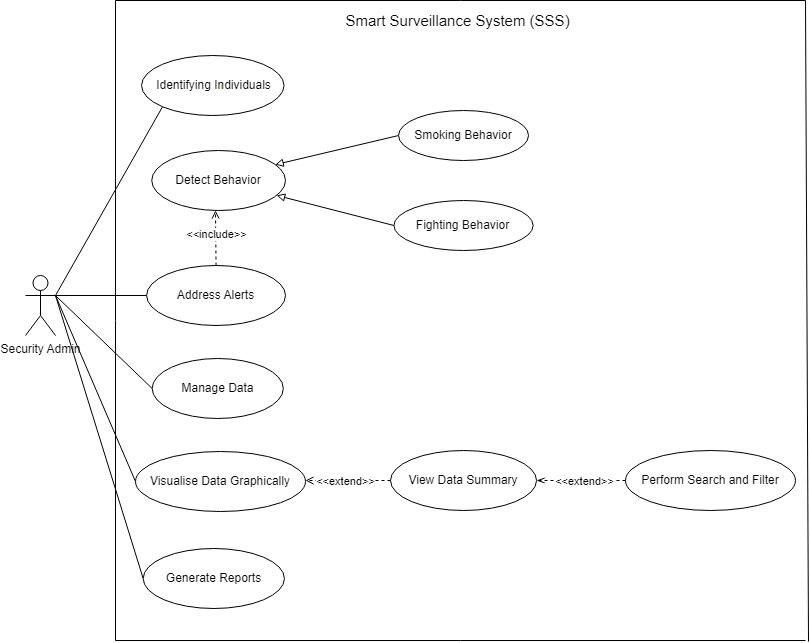 Smart Surveillance System (SSS)
Identifying Individuals
Smoking Behavior
Detect Behavior
Fighting Behavior
<<include>>
Address Alerts
Security Admin
Manage Data
Visualise Data Graphically
<<extend>>
View Data Summary
<<extend>>
Perform Search and Filter
Generate Reports